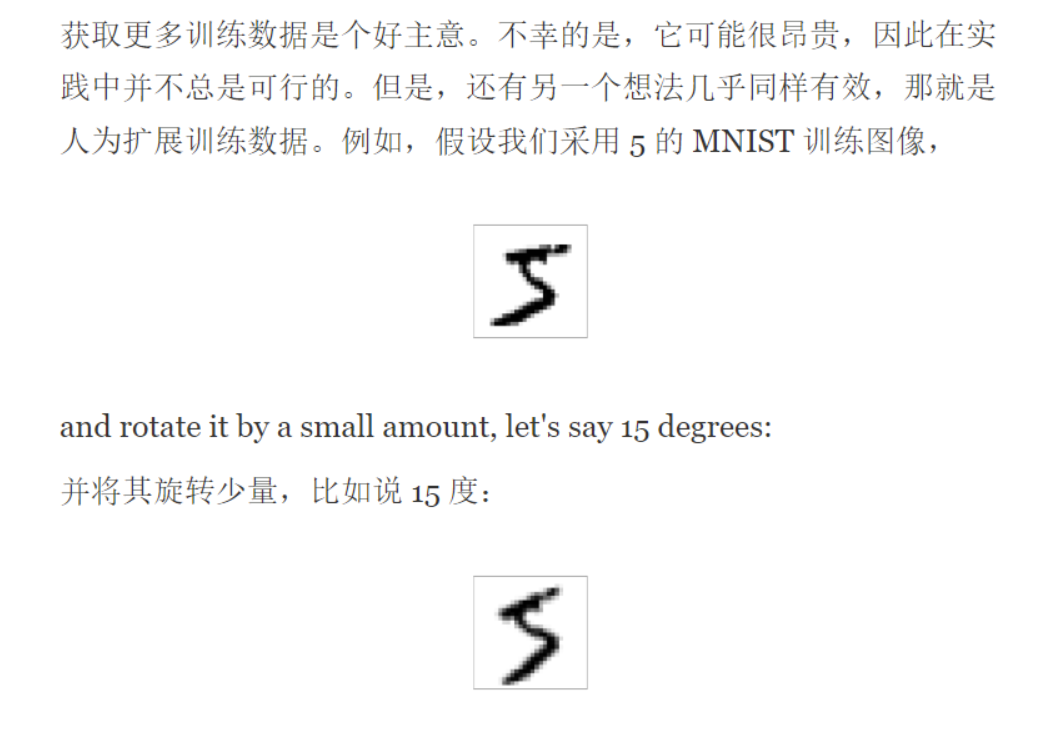 获取更多训练数据是个好主意。不幸的是，它可能很昂贵，因此在实
践中并不总是可行的。但是，还有另一个想法几乎同样有效，那就是
人为扩展训练数据。例如，假设我们采用 5 的 MNIST 训练图像，
5
and rotate it by a small amount, let's say 15 degrees:
并将其旋转少量，比如说 15 度：
5